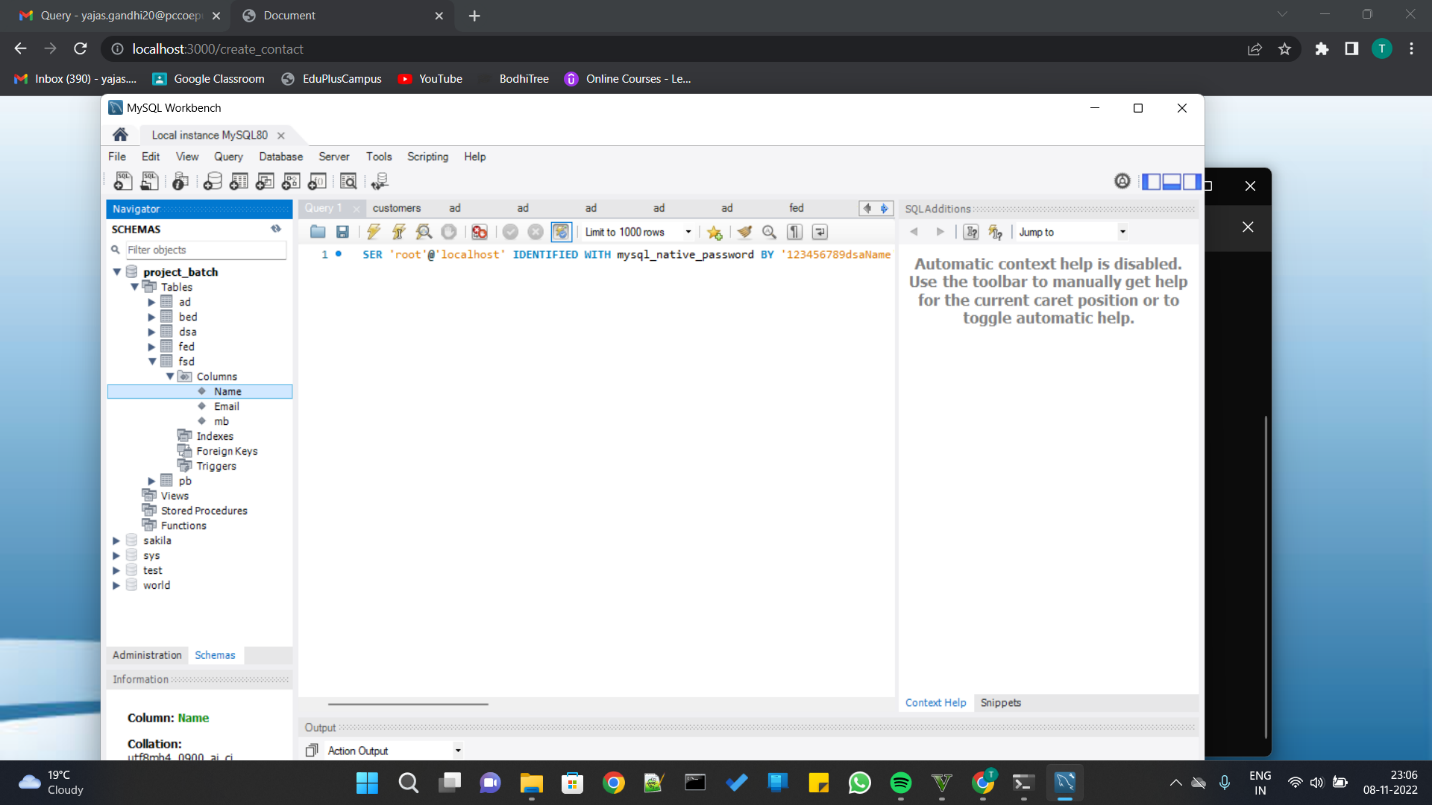 Query - yajas.gandhi20@pccoep
Document
localhost:3000/create_contact
T
Inbox (390) - yajas....
Google Classroom
EduPlusCampus
YouTube
BodhiTree
Online Courses - Le...
MySQL Workbench
Local instance MySQL80
File Edit View Query Database Server Tools Scripting Help
Navigator
SCHEMAS
Filter objects
project_batch
Tables
ad
bed
dsa
fed
fsd
Columns
Name
Email
mb
Indexes
Foreign Keys
Triggers
pb
Views
Stored Procedures
Functions
sakila
sys
test
world
Administration Schemas
Information
Column: Name
Collation:
utf8mb4_0900_ai_ci
Query 1 customers ad ad ad ad ad fed
Limit to 1000 rows
1 SER 'root'@'localhost' IDENTIFIED WITH mysql_native_password BY '123456789dsaName
Output
Action Output
SQLAdditions
Jump to
Automatic context help is disabled.
Use the toolbar to manually get help
for the current caret position or to
toggle automatic help.
Context Help Snippets
19°C
Cloudy
ENG
IN
23:06
08-11-2022